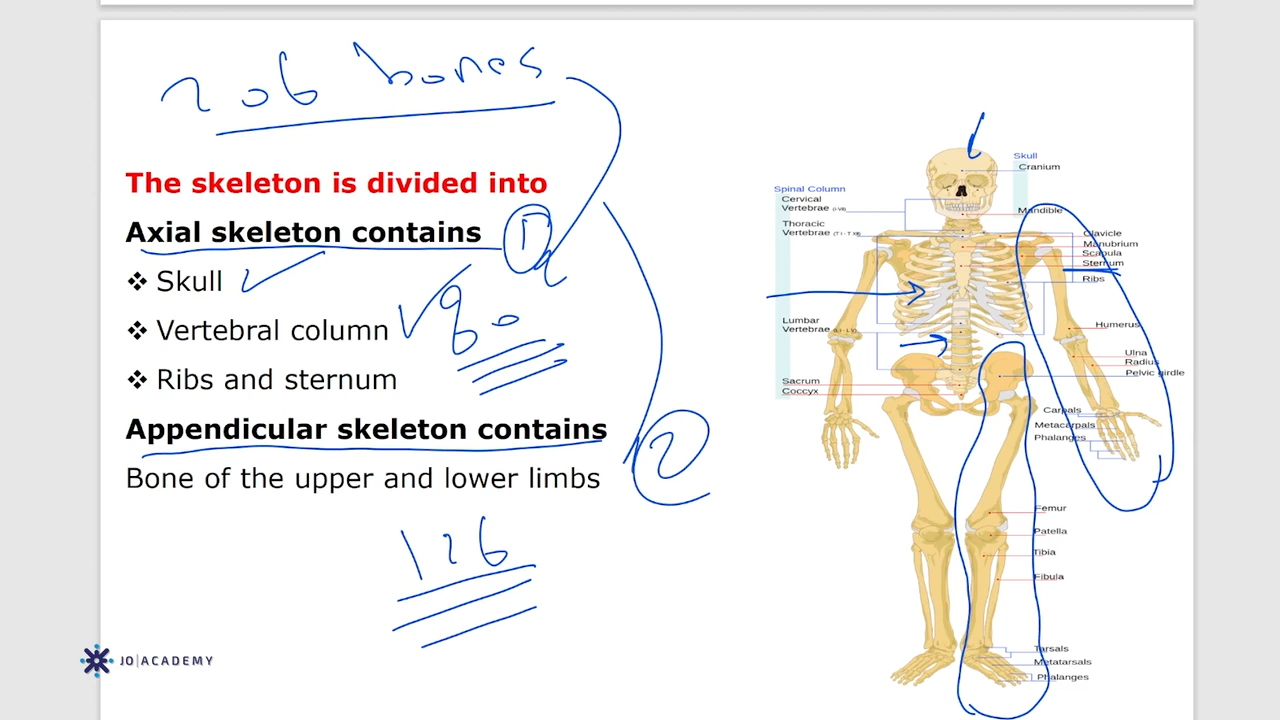 206 bones
The skeleton is divided into
Axial skeleton contains
1
❖ Skull
80
❖ Vertebral column
❖ Ribs and sternum
Appendicular skeleton contains
2
Bone of the upper and lower limbs
126
JO|ACADEMY
Skull
Cranium
Mandible
Spinal Column
Cervical
Vertebrae (I-VII)
Thoracic
Vertebrae (T I - T XII)
Lumbar
Vertebrae (L I - L V)
Sacrum
Coccyx
Clavicle
Manubrium
Scapula
Sternum
Ribs
Humerus
Ulna
Radius
Pelvic girdle
Carpals
Metacarpals
Phalanges
Femur
Patella
Tibia
Fibula
Tarsals
Metatarsals
Phalanges